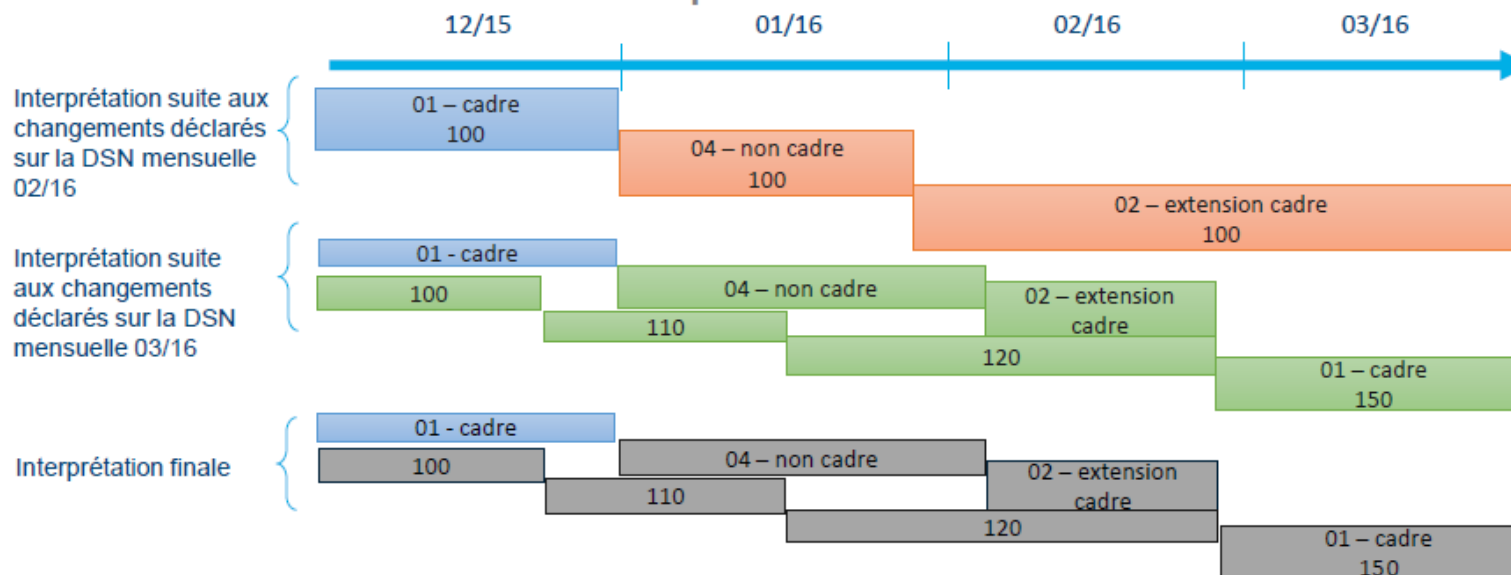 12/15
01/16
02/16
03/16
Interprétation suite aux
changements déclarés
sur la DSN mensuelle
02/16
01 – cadre
100
04 – non cadre
100
02 – extension cadre
100
Interprétation suite
aux changements
déclarés sur la DSN
mensuelle 03/16
01 - cadre
100
04 – non cadre
110
02 – extension
cadre
120
01 – cadre
150
Interprétation finale
01 - cadre
100
04 – non cadre
110
02 – extension
cadre
120
01 – cadre
150